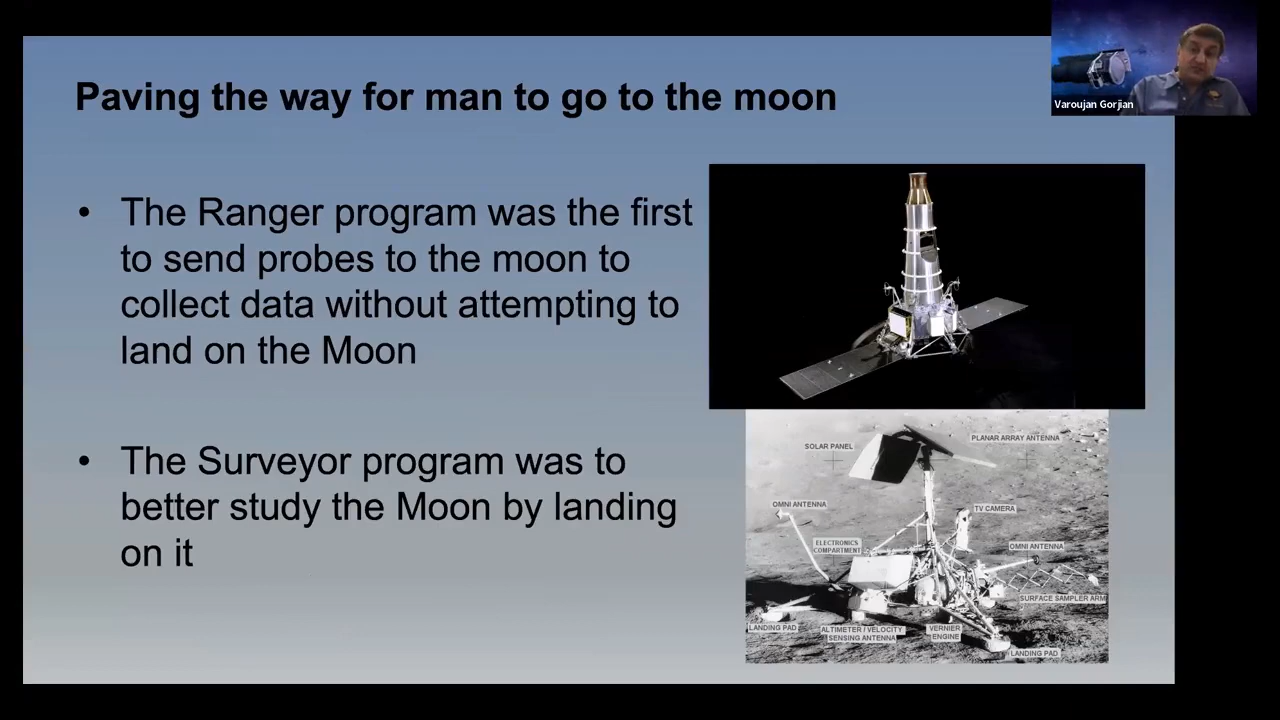 Varoujan Gorjian
Paving the way for man to go to the moon
• The Ranger program was the first
to send probes to the moon to
collect data without attempting to
land on the Moon
• The Surveyor program was to
better study the Moon by landing
on it
SOLAR PANEL
PLANAR ARRAY ANTENNA
OMNI ANTENNA
TV CAMERA
ELECTRONICS
COMPARTMENT
OMNI ANTENNA
SURFACE SAMPLER ARM
LANDING PAD
ALTIMETER / VELOCITY
SENSING ANTENNA
VERNIER
ENGINE
LANDING PAD